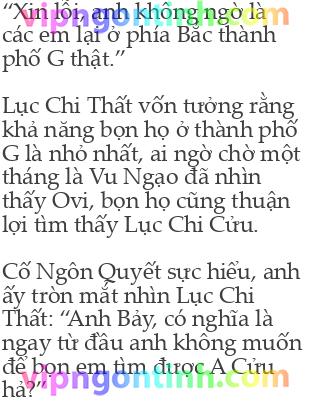 “Xin lỗi, anh không ngờ là
các em lại ở phía Bắc thành
phố G thật.”
Lục Chi Thất vốn tưởng rằng
khả năng bọn họ ở thành phố
G là nhỏ nhất, ai ngờ chờ một
tháng là Vu Ngạo đã nhìn
thấy Ovi, bọn họ cũng thuận
lợi tìm thấy Lục Chi Cửu.
Cố Ngôn Quyết sực hiểu, anh
ấy tròn mắt nhìn Lục Chi
Thất: “Anh Bảy, có nghĩa là
ngay từ đầu anh không muốn
để bọn em tìm được A Cửu
hả?”
vipngontinh.com
vipngontinh.com